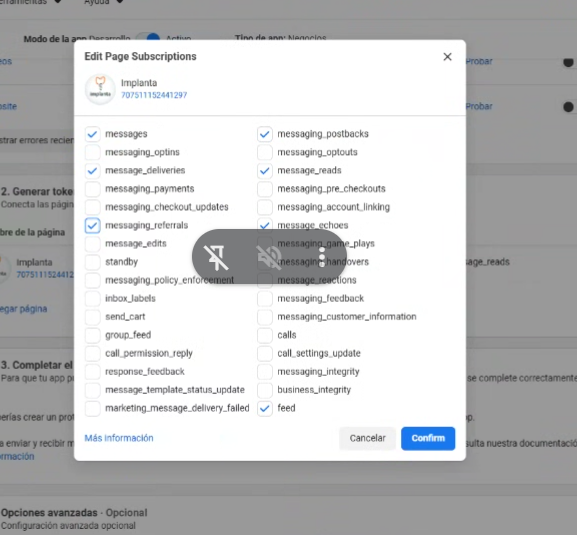 erramientas Ayuda
Modo de la app Desarrollo Activo Tipo de app: Negocios
Edit Page Subscriptions
Implanta
707511152441297
eos Probar
site Probar
strar errores recien
messages messaging_postbacks
messaging_optins messaging_optouts
message_deliveries message_reads
messaging_payments messaging_pre_checkouts
messaging_checkout_updates messaging_account_linking
messaging_referrals message_echoes
message_edits messaging_game_plays
standby messaging_handovers
messaging_policy_enforcement message_reactions
inbox_labels messaging_feedback
send_cart messaging_customer_information
group_feed calls
call_permission_reply call_settings_update
response_feedback messaging_integrity
message_template_status_update business_integrity
marketing_message_delivery_failed feed
Más información Cancelar Confirm
2. Generar toke
Conecta las págin
bre de la página
Implanta sage_reads
7075111524412
egar página
3. Completar el
Para que tu app p se complete correctamente
erías crear un prot p.
a enviar y recibir m sulta nuestra documentació
rmación
Opciones avanzadas · Opcional
Configuración avanzada opcional